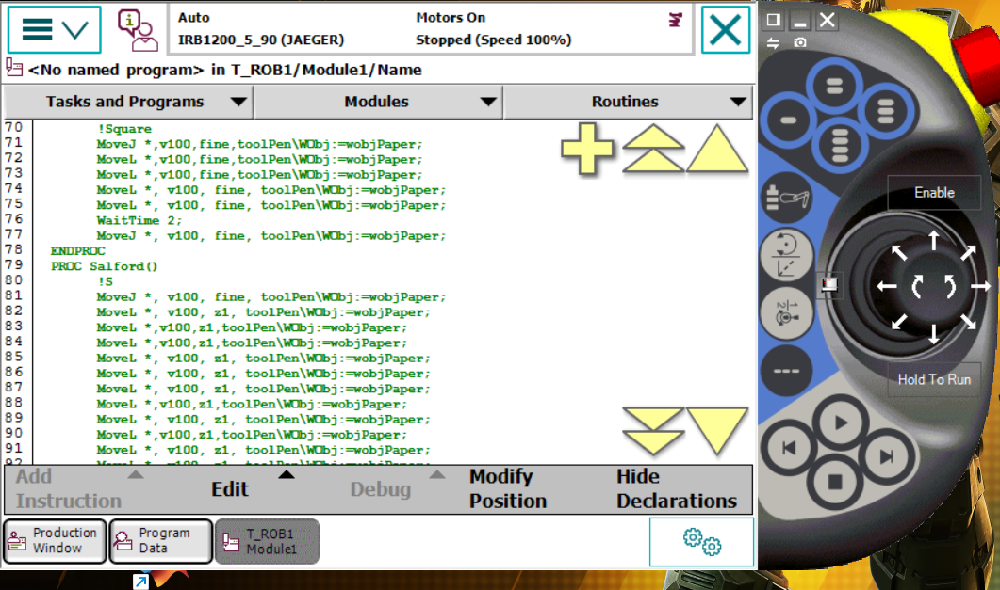 Auto
Motors On
IRB1200_5_90 (JAEGER)
Stopped (Speed 100%)
<No named program> in T_ROB1/Module1/Name
Tasks and Programs
Modules
Routines
70 !Square
71 MoveJ *,v100,fine,toolPen\WObj:=wobjPaper;
72 MoveL *,v100,fine,toolPen\WObj:=wobjPaper;
73 MoveL *,v100,fine,toolPen\WObj:=wobjPaper;
74 MoveL *, v100, fine, toolPen\WObj:=wobjPaper;
75 MoveL *, v100, fine, toolPen\WObj:=wobjPaper;
76 WaitTime 2;
77 MoveJ *, v100, fine, toolPen\WObj:=wobjPaper;
78 ENDPROC
79 PROC Salford()
80 !S
81 MoveJ *, v100, fine, toolPen\WObj:=wobjPaper;
82 MoveL *, v100, z1, toolPen\WObj:=wobjPaper;
83 MoveL *,v100,z1,toolPen\WObj:=wobjPaper;
84 MoveL *,v100,z1,toolPen\WObj:=wobjPaper;
85 MoveL *, v100, z1, toolPen\WObj:=wobjPaper;
86 MoveL *, v100, z1, toolPen\WObj:=wobjPaper;
87 MoveL *, v100, z1, toolPen\WObj:=wobjPaper;
88 MoveL *,v100,z1,toolPen\WObj:=wobjPaper;
89 MoveL *, v100, z1, toolPen\WObj:=wobjPaper;
90 MoveL *,v100,z1,toolPen\WObj:=wobjPaper;
91 MoveL *, v100, z1, toolPen\WObj:=wobjPaper;
Add Instruction
Edit
Debug
Modify Position
Hide Declarations
Production Window
Program Data
T_ROB1 Module1
Enable
Hold To Run